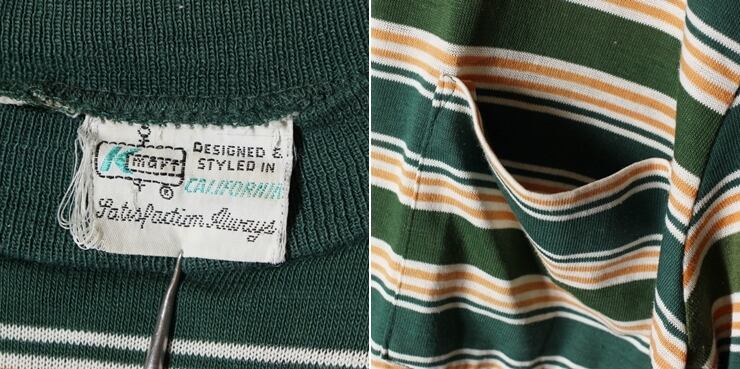 Kmart
DESIGNED &
STYLED IN
CALIFORNIA
Satisfaction Always